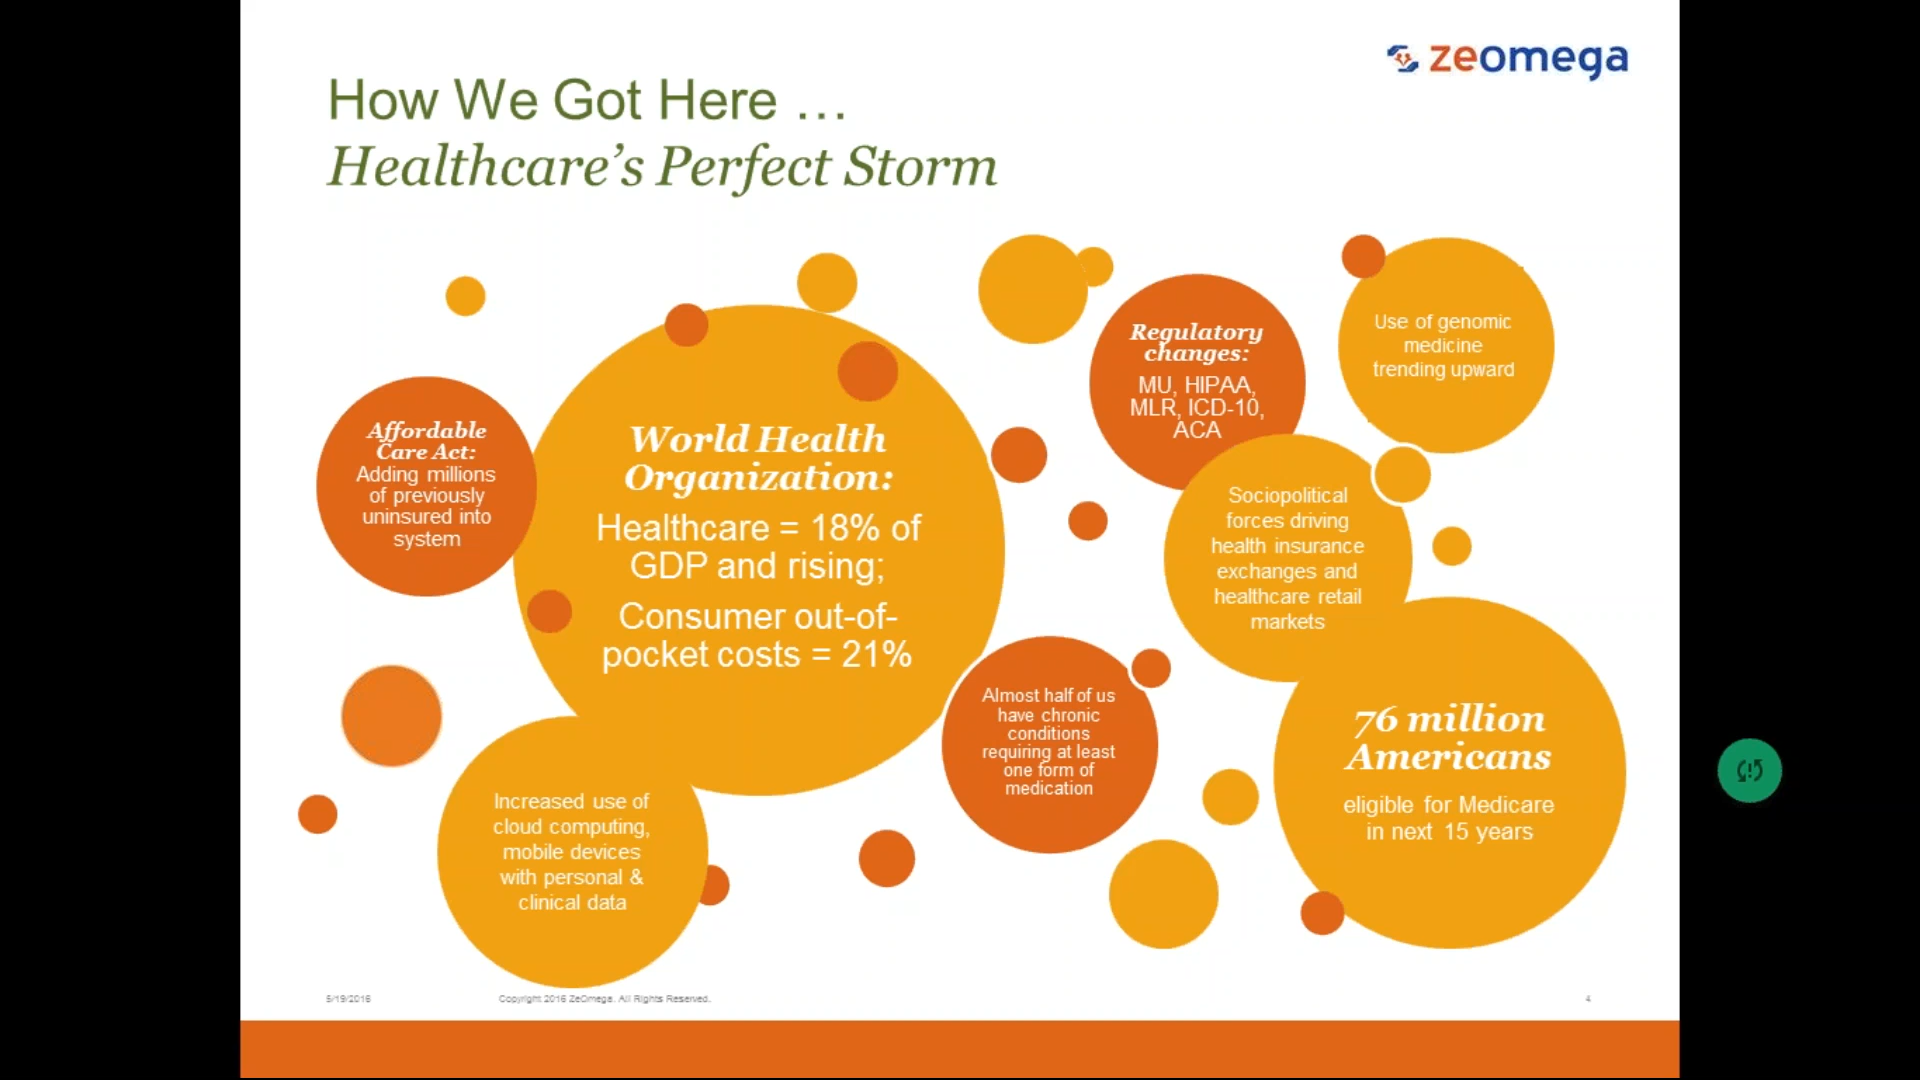 zeomega
How We Got Here …
Healthcare’s Perfect Storm
Affordable
Care Act:
Adding millions
of previously
uninsured into
system
World Health
Organization:
Healthcare = 18% of
GDP and rising;
Consumer out-of-
pocket costs = 21%
Regulatory
changes:
MU, HIPAA,
MLR, ICD-10,
ACA
Use of genomic
medicine
trending upward
Sociopolitical
forces driving
health insurance
exchanges and
healthcare retail
markets
Almost half of us
have chronic
conditions
requiring at least
one form of
medication
76 million
Americans
eligible for Medicare
in next 15 years
Increased use of
cloud computing,
mobile devices
with personal &
clinical data
5/19/2016
Copyright 2016 ZeOmega. All Rights Reserved.
4